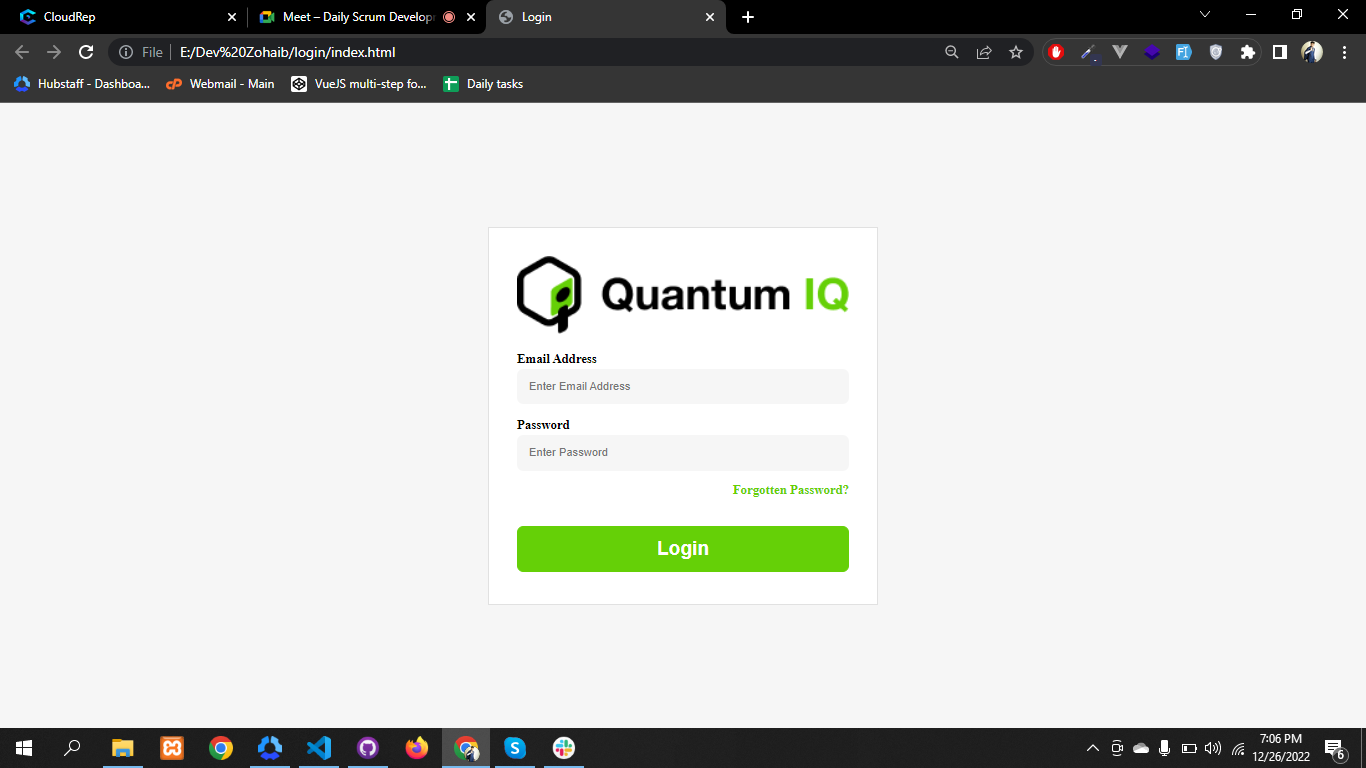 CloudRep
Meet – Daily Scrum Develop
Login
File
E:/Dev%20Zohaib/login/index.html
Hubstaff - Dashboa...
Webmail - Main
VueJS multi-step fo...
Daily tasks
Quantum IQ
Email Address
Enter Email Address
Password
Enter Password
Forgotten Password?
Login
7:06 PM
12/26/2022
6